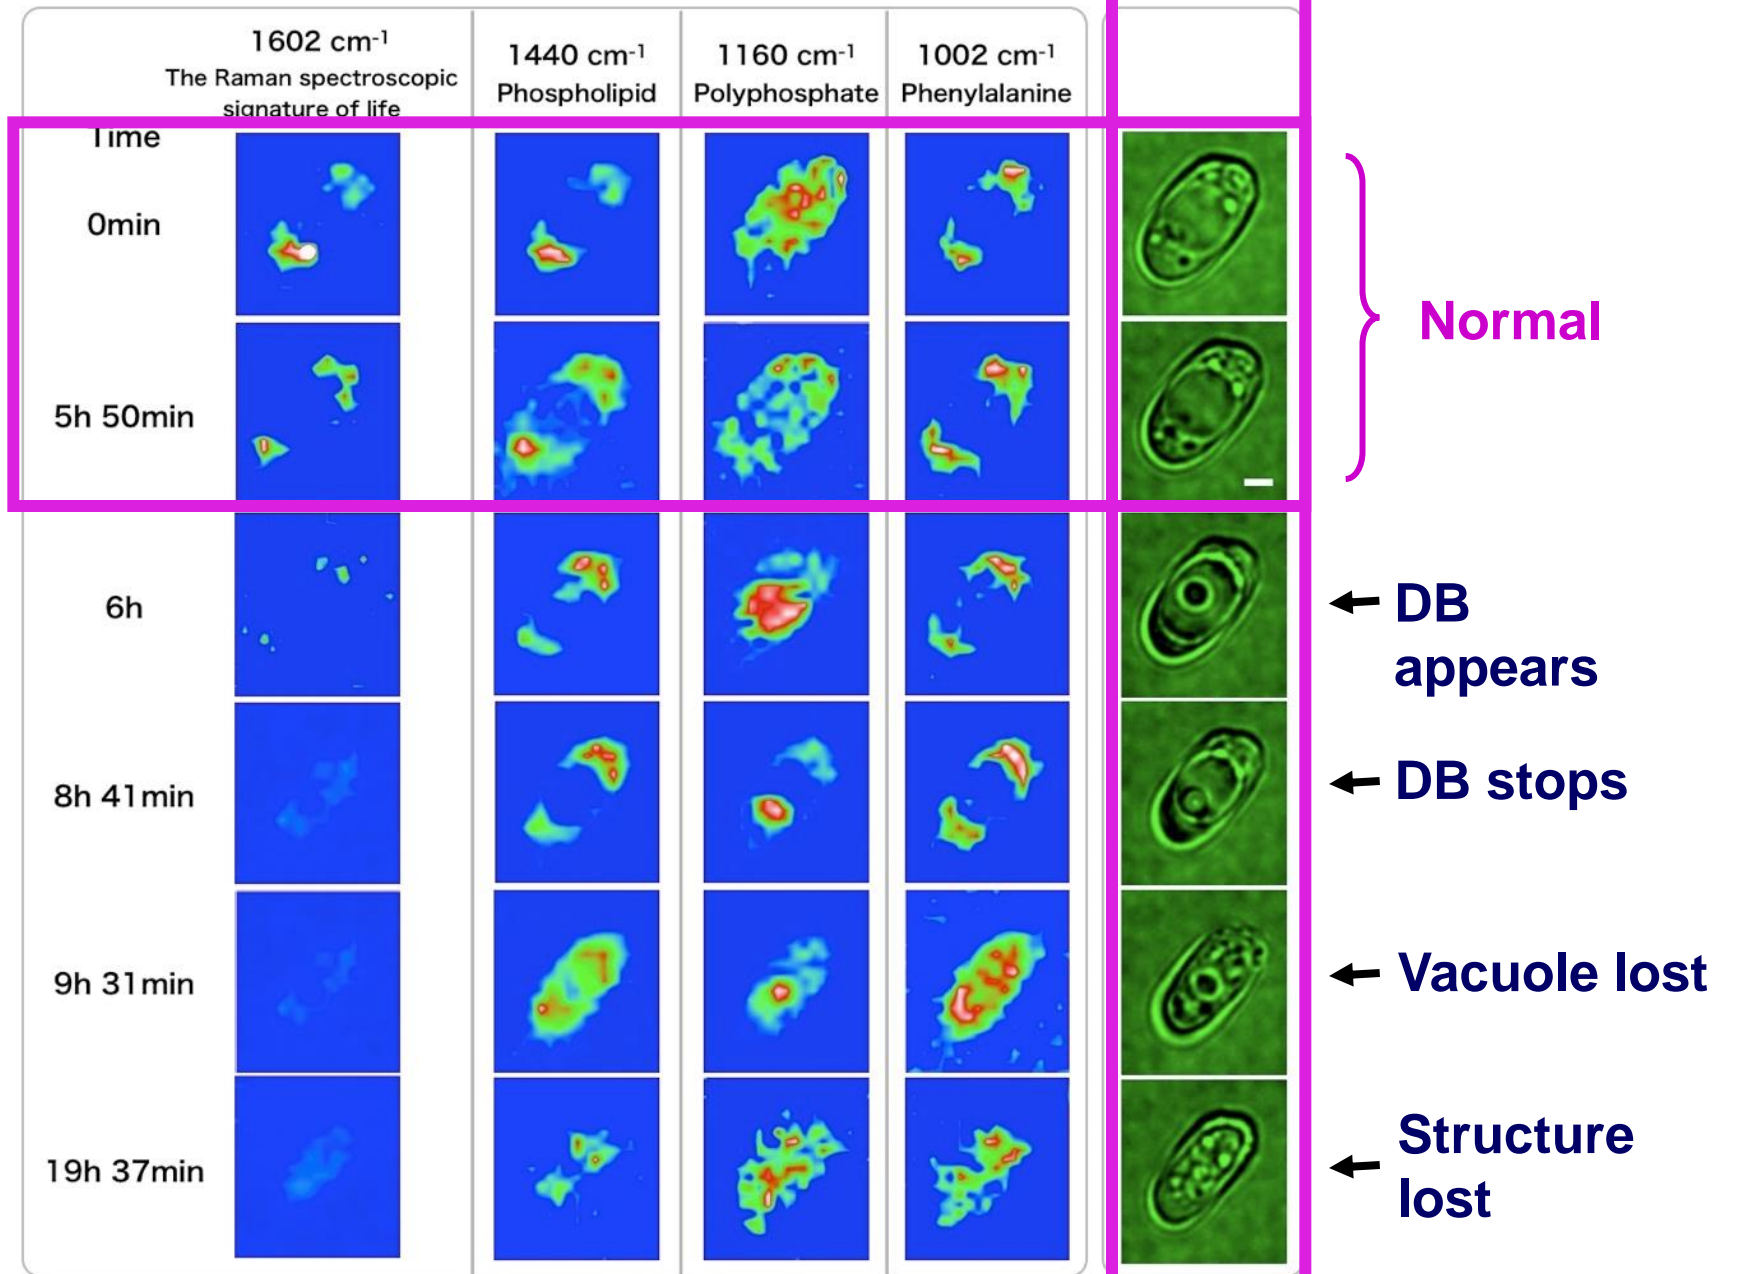 1602 cm-1
The Raman spectroscopic
signature of life
1440 cm-1
Phospholipid
1160 cm-1
Polyphosphate
1002 cm-1
Phenylalanine
Time
0min
Normal
5h 50min
6h
DB
appears
8h 41min
DB stops
9h 31min
Vacuole lost
19h 37min
Structure
lost